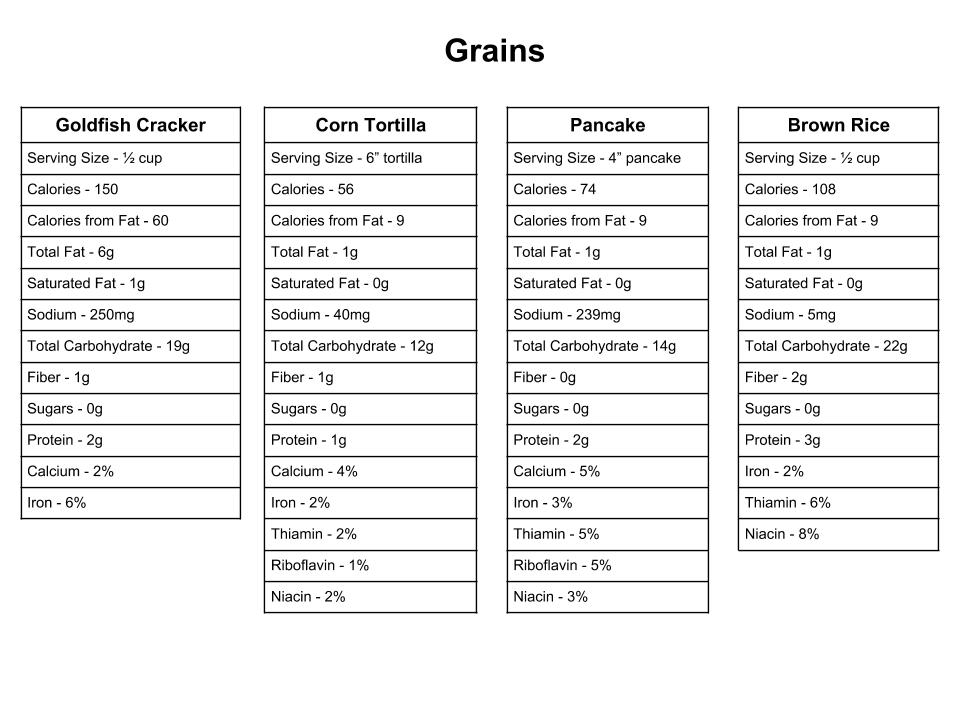 Grains
Goldfish Cracker
Serving Size - ½ cup
Calories - 150
Calories from Fat - 60
Total Fat - 6g
Saturated Fat - 1g
Sodium - 250mg
Total Carbohydrate - 19g
Fiber - 1g
Sugars - 0g
Protein - 2g
Calcium - 2%
Iron - 6%
Corn Tortilla
Serving Size - 6” tortilla
Calories - 56
Calories from Fat - 9
Total Fat - 1g
Saturated Fat - 0g
Sodium - 40mg
Total Carbohydrate - 12g
Fiber - 1g
Sugars - 0g
Protein - 1g
Calcium - 4%
Iron - 2%
Thiamin - 2%
Riboflavin - 1%
Niacin - 2%
Pancake
Serving Size - 4” pancake
Calories - 74
Calories from Fat - 9
Total Fat - 1g
Saturated Fat - 0g
Sodium - 239mg
Total Carbohydrate - 14g
Fiber - 0g
Sugars - 0g
Protein - 2g
Calcium - 5%
Iron - 3%
Thiamin - 5%
Riboflavin - 5%
Niacin - 3%
Brown Rice
Serving Size - ½ cup
Calories - 108
Calories from Fat - 9
Total Fat - 1g
Saturated Fat - 0g
Sodium - 5mg
Total Carbohydrate - 22g
Fiber - 2g
Sugars - 0g
Protein - 3g
Iron - 2%
Thiamin - 6%
Niacin - 8%